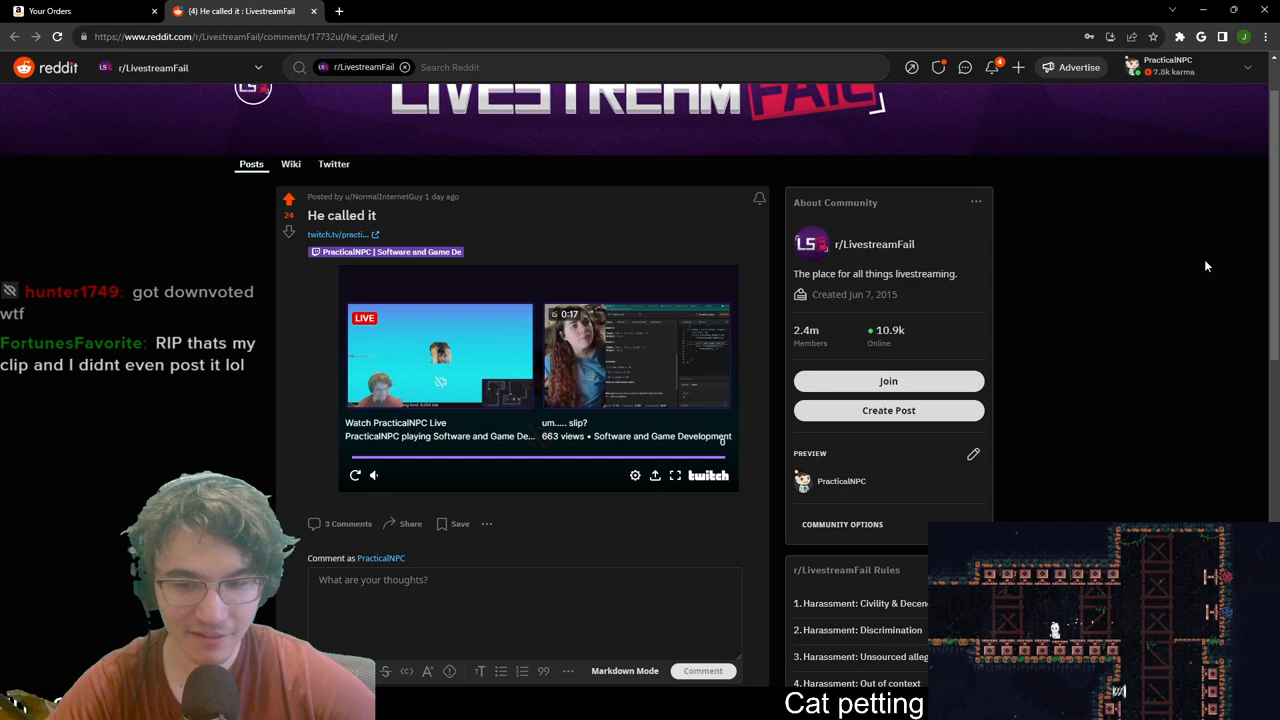 Your Orders
(4) He called it : LivestreamFail
https://www.reddit.com/r/LivestreamFail/comments/17732ul/he_called_it/
J
reddit
r/LivestreamFail
r/LivestreamFail
Search Reddit
4
Advertise
PracticalNPC
7.8k karma
LIVESTREAM FAIL
Posts
Wiki
Twitter
Posted by u/NormalInternetGuy 1 day ago
24
He called it
twitch.tv/practi...
PracticalNPC | Software and Game De
LIVE
0:17
Watch PracticalNPC Live
PracticalNPC playing Software and Game De...
um..... slip?
663 views • Software and Game Development
0
twitch
3 Comments
Share
Save
Comment as PracticalNPC
What are your thoughts?
Markdown Mode
Comment
About Community
r/LivestreamFail
The place for all things livestreaming.
Created Jun 7, 2015
2.4m
Members
10.9k
Online
Join
Create Post
PREVIEW
PracticalNPC
COMMUNITY OPTIONS
r/LivestreamFail Rules
1. Harassment: Civility & Decen
2. Harassment: Discrimination
3. Harassment: Unsourced alleg
4. Harassment: Out of context
hunter1749: got downvoted
wtf
FortunesFavorite: RIP thats my
clip and I didnt even post it lol
Cat petting